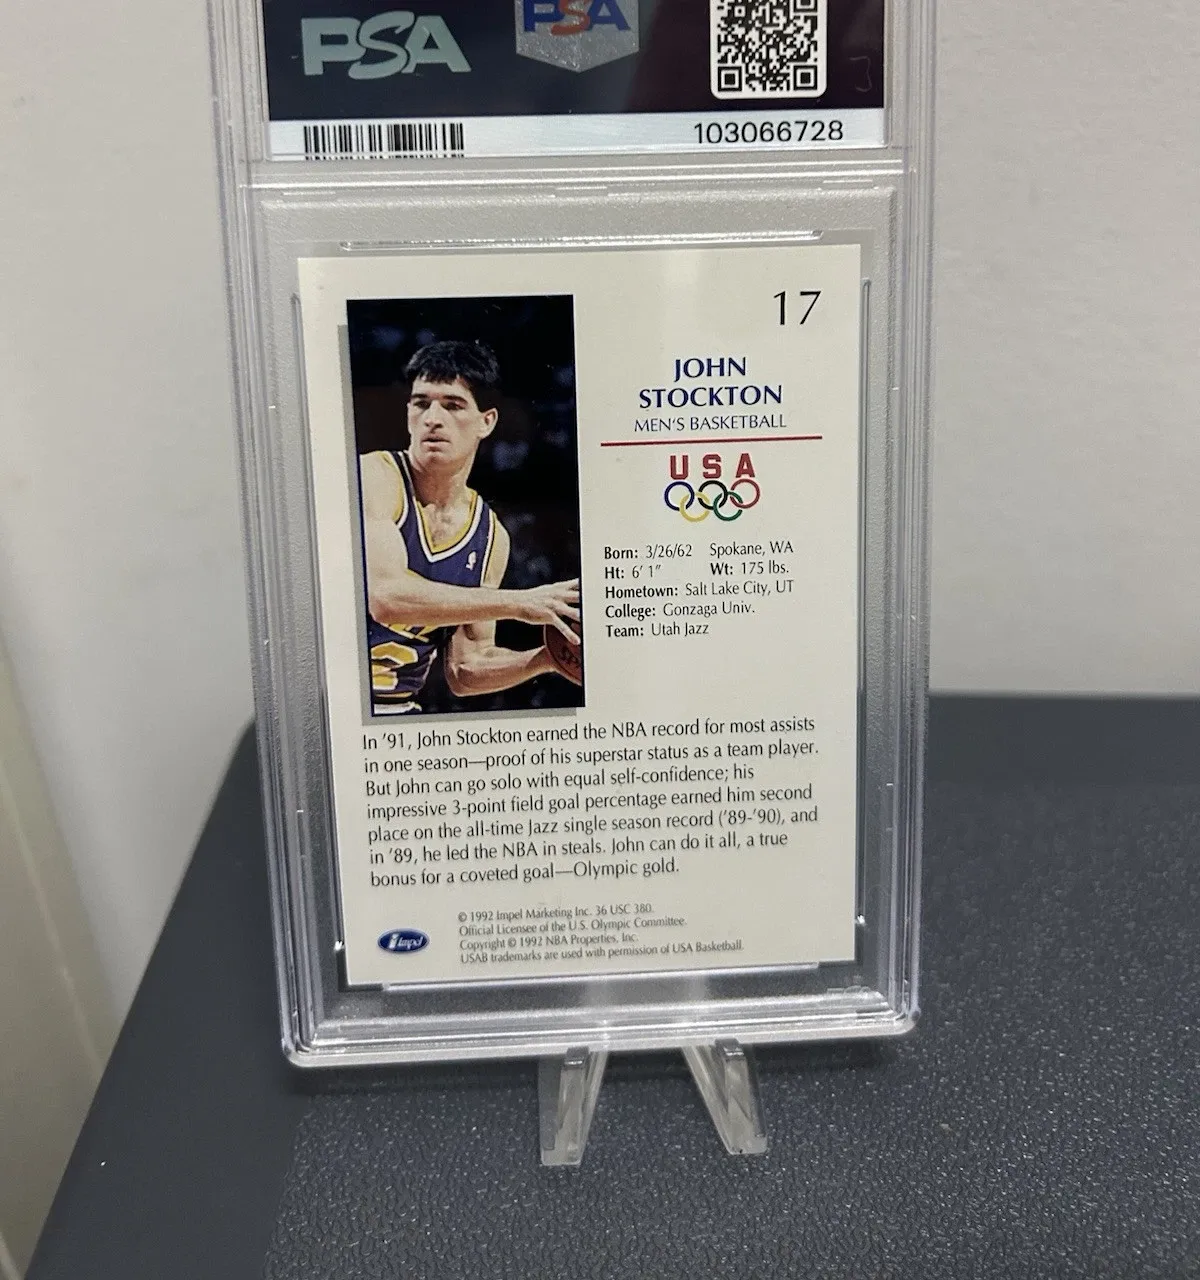 PSA
PSA
103066728
17
JOHN
STOCKTON
MEN'S BASKETBALL
USA
Born: 3/26/62 Spokane, WA
Ht: 6' 1" Wt: 175 lbs.
Hometown: Salt Lake City, UT
College: Gonzaga Univ.
Team: Utah Jazz
In '91, John Stockton earned the NBA record for most assists
in one season—proof of his superstar status as a team player.
But John can go solo with equal self-confidence; his
impressive 3-point field goal percentage earned him second
place on the all-time Jazz single season record ('89-'90), and
in '89, he led the NBA in steals. John can do it all, a true
bonus for a coveted goal—Olympic gold.
impel
© 1992 Impel Marketing Inc. 36 USC 380.
Official Licensee of the U.S. Olympic Committee.
Copyright © 1992 NBA Properties, Inc.
USAB trademarks are used with permission of USA Basketball.